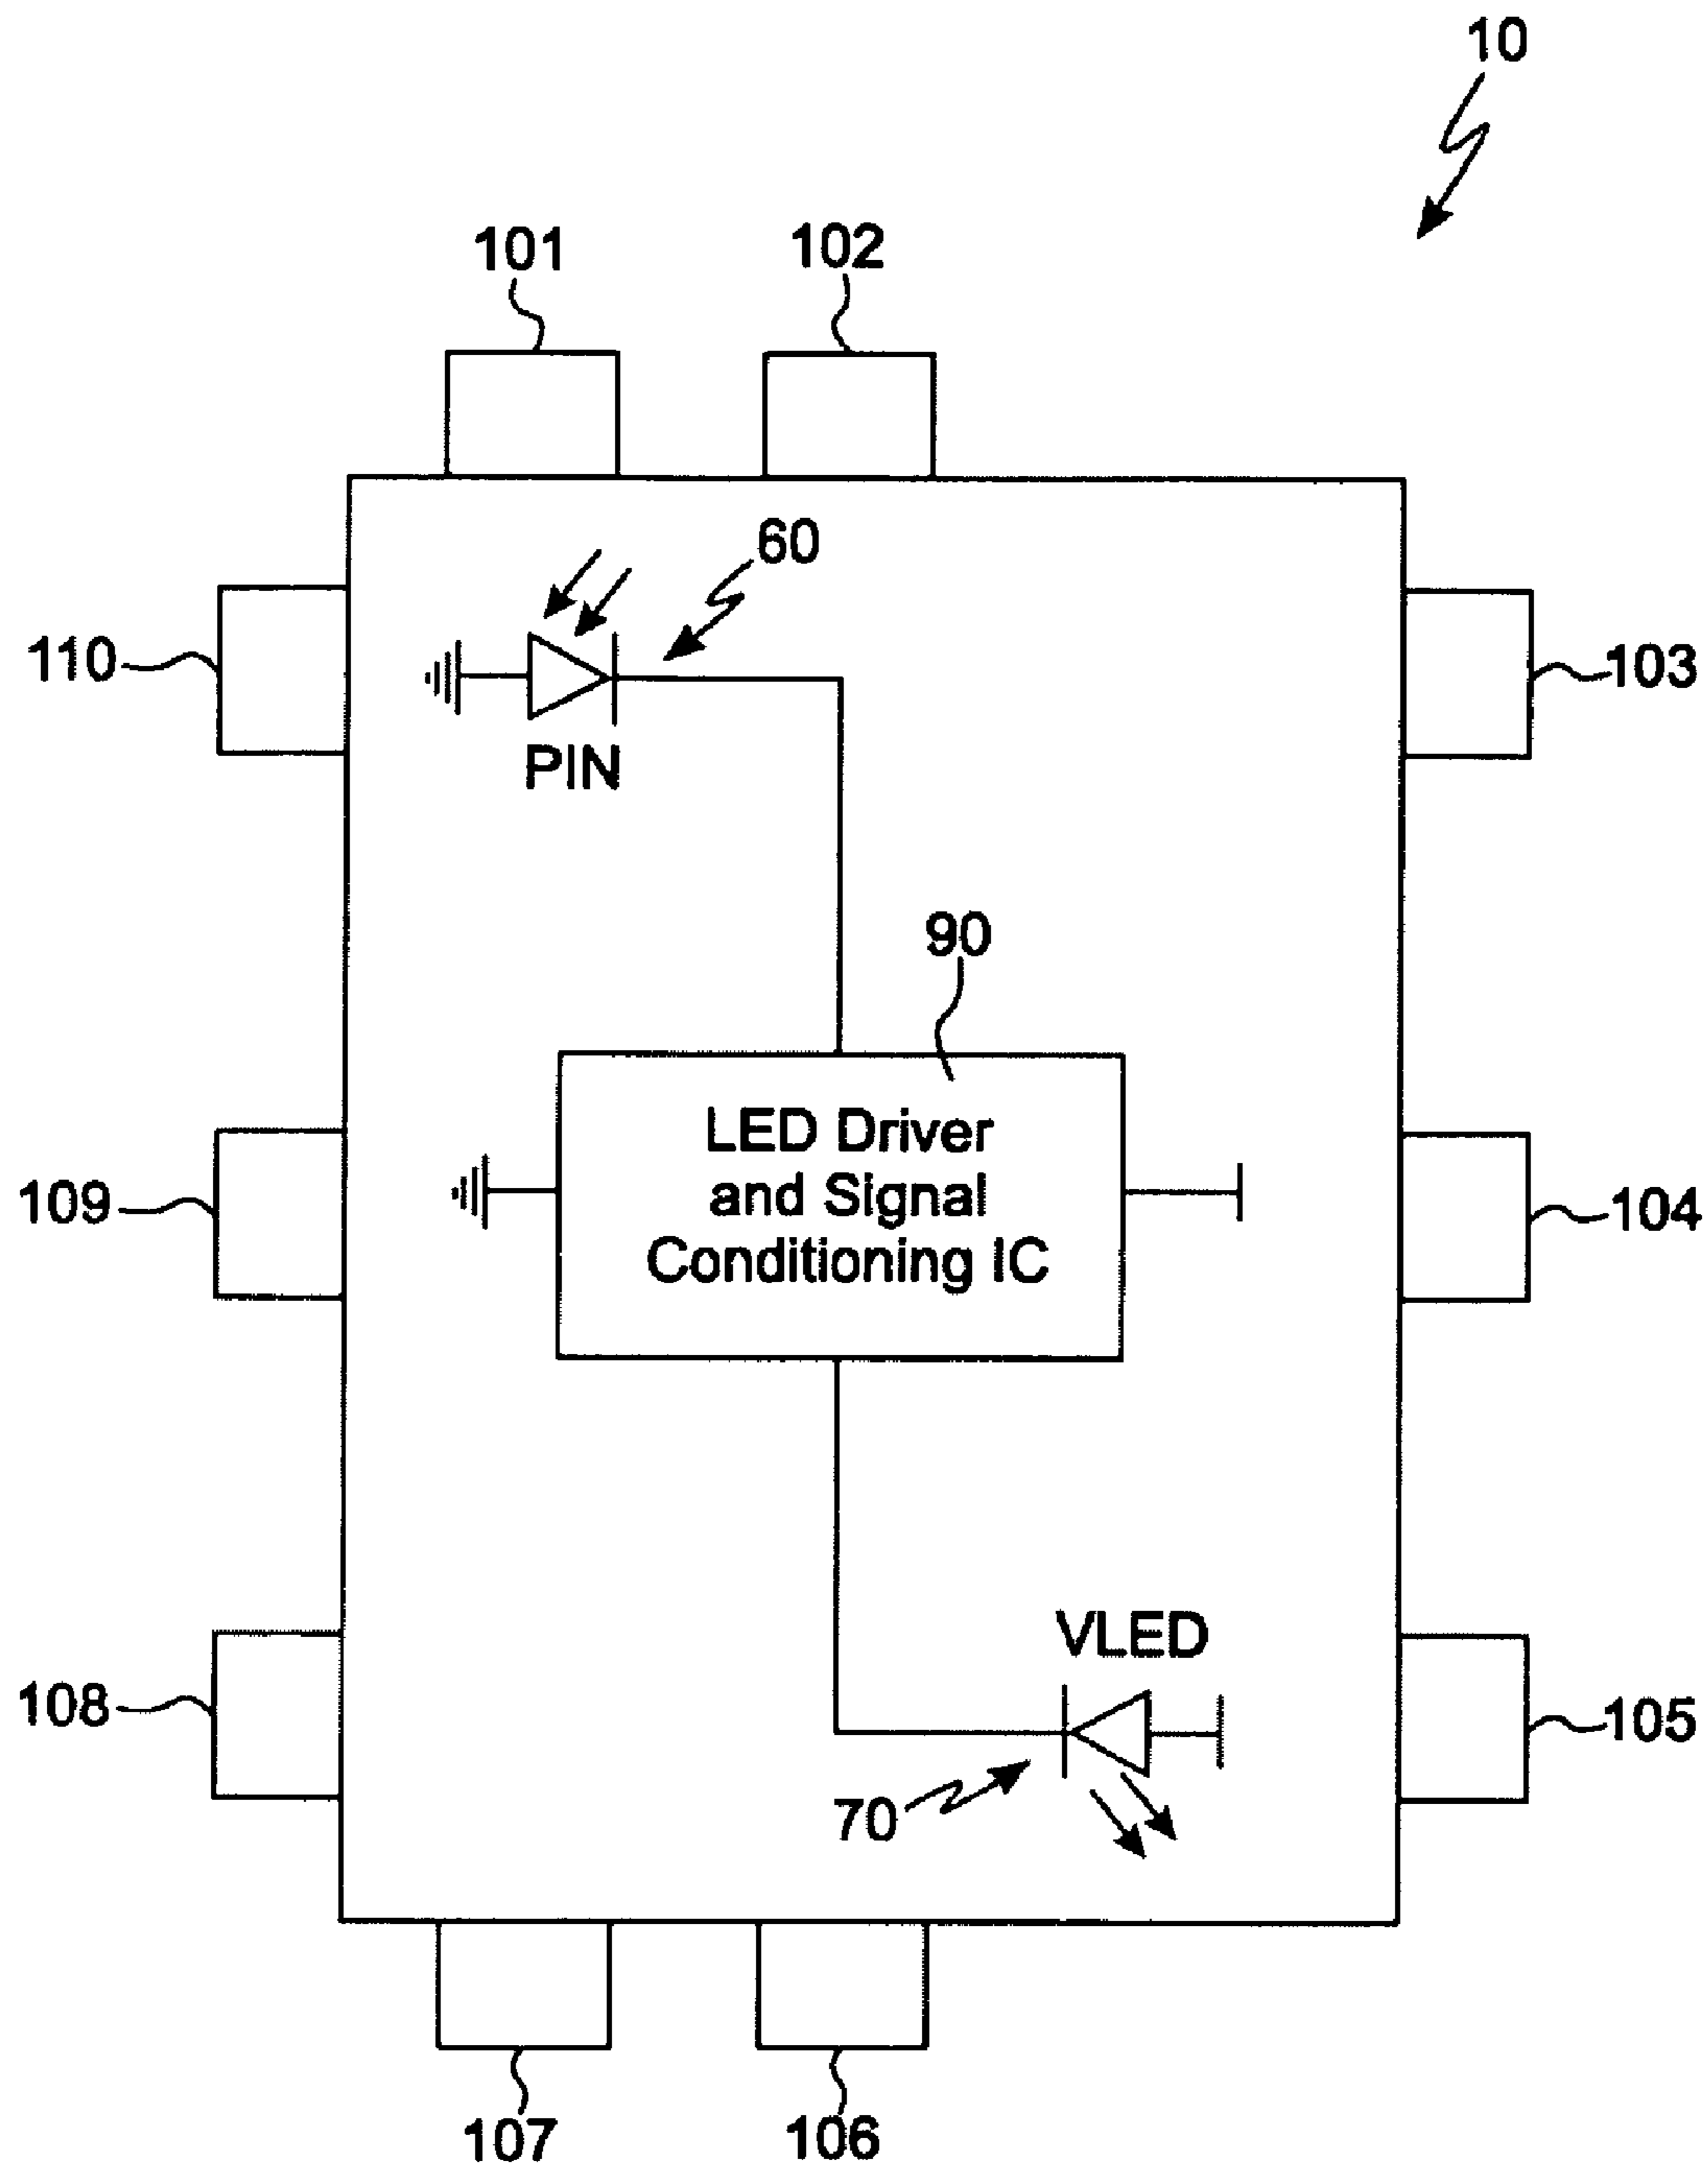 10
101
102
60
110
103
PIN
90
LED Driver
and Signal
Conditioning IC
109
104
VLED
108
105
70
107
106